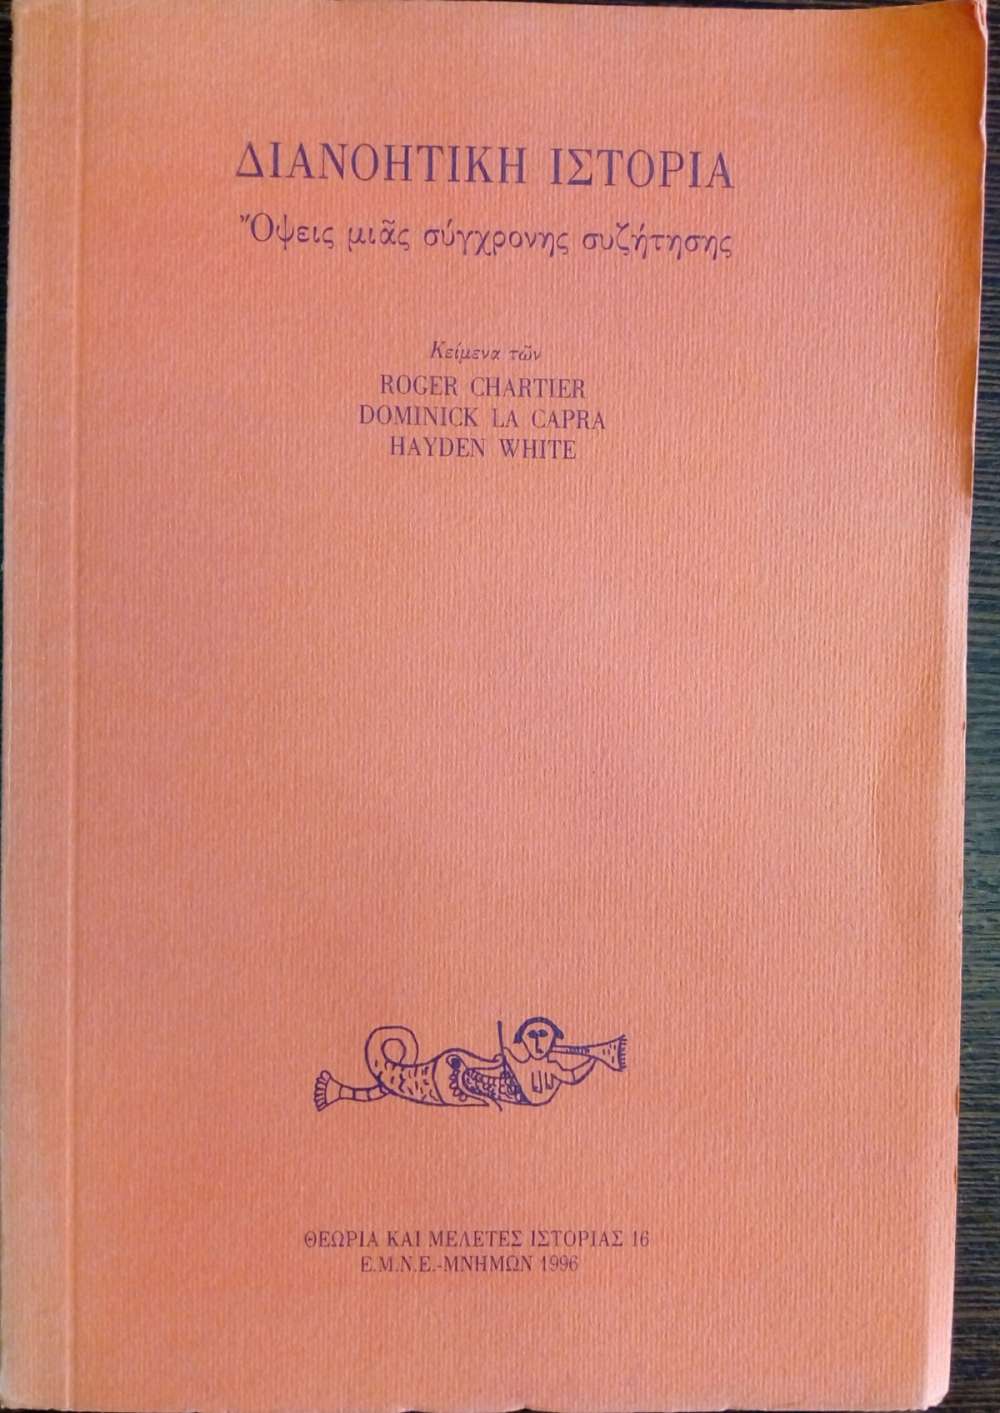 ΔΙΑΝΟΗΤΙΚΗ ΙΣΤΟΡΙΑ
Ὄψεις μιᾶς σύγχρονης συζήτησης
Κείμενα τῶν
ROGER CHARTIER
DOMINICK LA CAPRA
HAYDEN WHITE
ΘΕΩΡΙΑ ΚΑΙ ΜΕΛΕΤΕΣ ΙΣΤΟΡΙΑΣ 16
Ε.Μ.Ν.Ε.-ΜΝΗΜΩΝ 1996